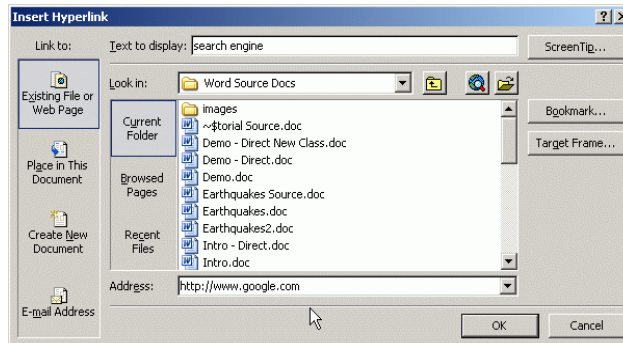 Insert Hyperlink
Link to:
Text to display: search engine
ScreenTip...
Existing File or
Web Page
Look in: Word Source Docs
Current
Folder
images
~$torial Source.doc
Demo - Direct New Class.doc
Demo - Direct.doc
Demo.doc
Earthquakes Source.doc
Earthquakes.doc
Earthquakes2.doc
Intro - Direct.doc
Intro.doc
Bookmark...
Target Frame...
Place in This
Document
Browsed
Pages
Create New
Document
Recent
Files
E-mail Address
Address: http://www.google.com
OK
Cancel